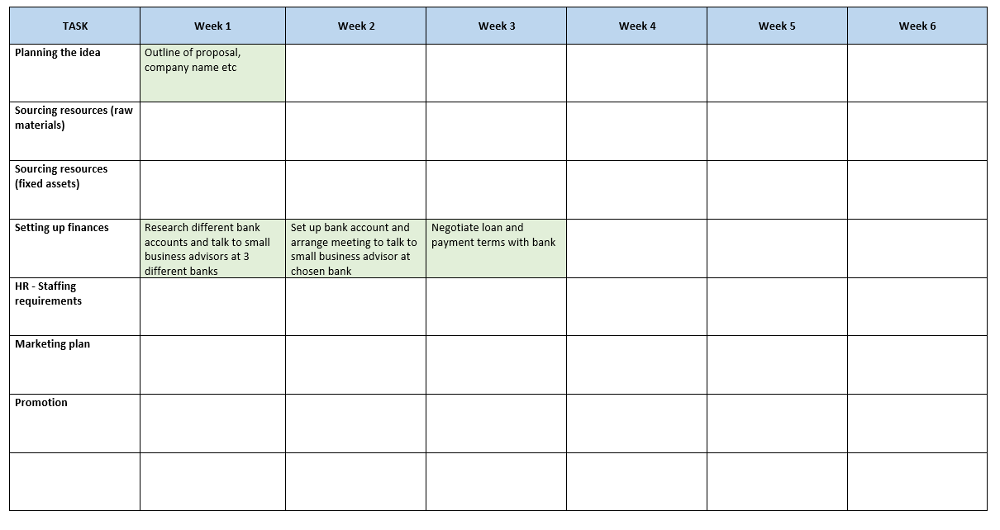 TASK
Week 1
Week 2
Week 3
Week 4
Week 5
Week 6
Planning the idea
Outline of proposal,
company name etc
Sourcing resources (raw
materials)
Sourcing resources
(fixed assets)
Setting up finances
Research different bank
accounts and talk to small
business advisors at 3
different banks
Set up bank account and
arrange meeting to talk to
small business advisor at
chosen bank
Negotiate loan and
payment terms with bank
HR - Staffing
requirements
Marketing plan
Promotion